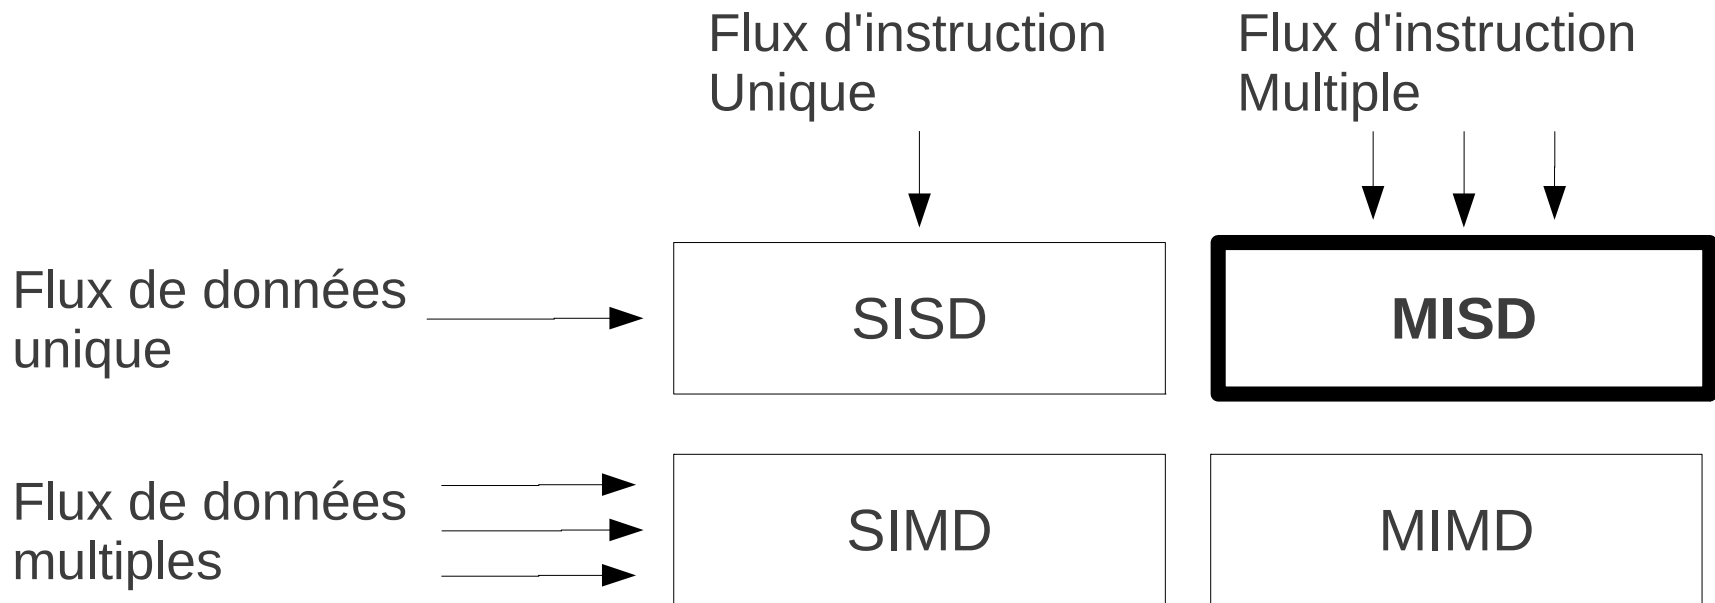 Flux d'instruction
Unique
Flux d'instruction
Multiple
Flux de données
unique
SISD
MISD
Flux de données
multiples
SIMD
MIMD